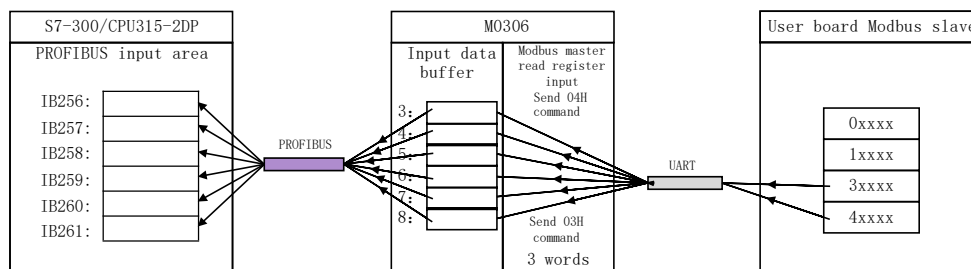 S7-300/CPU315-2DP
PROFIBUS input area
IB256:
IB257:
IB258:
IB259:
IB260:
IB261:
PROFIBUS
M0306
Input data
buffer
3:
4:
5:
6:
7:
8:
Modbus master
read register
input
Send 04H
command
Send 03H
command
3 words
UART
User board Modbus slave
0xxxx
1xxxx
3xxxx
4xxxx